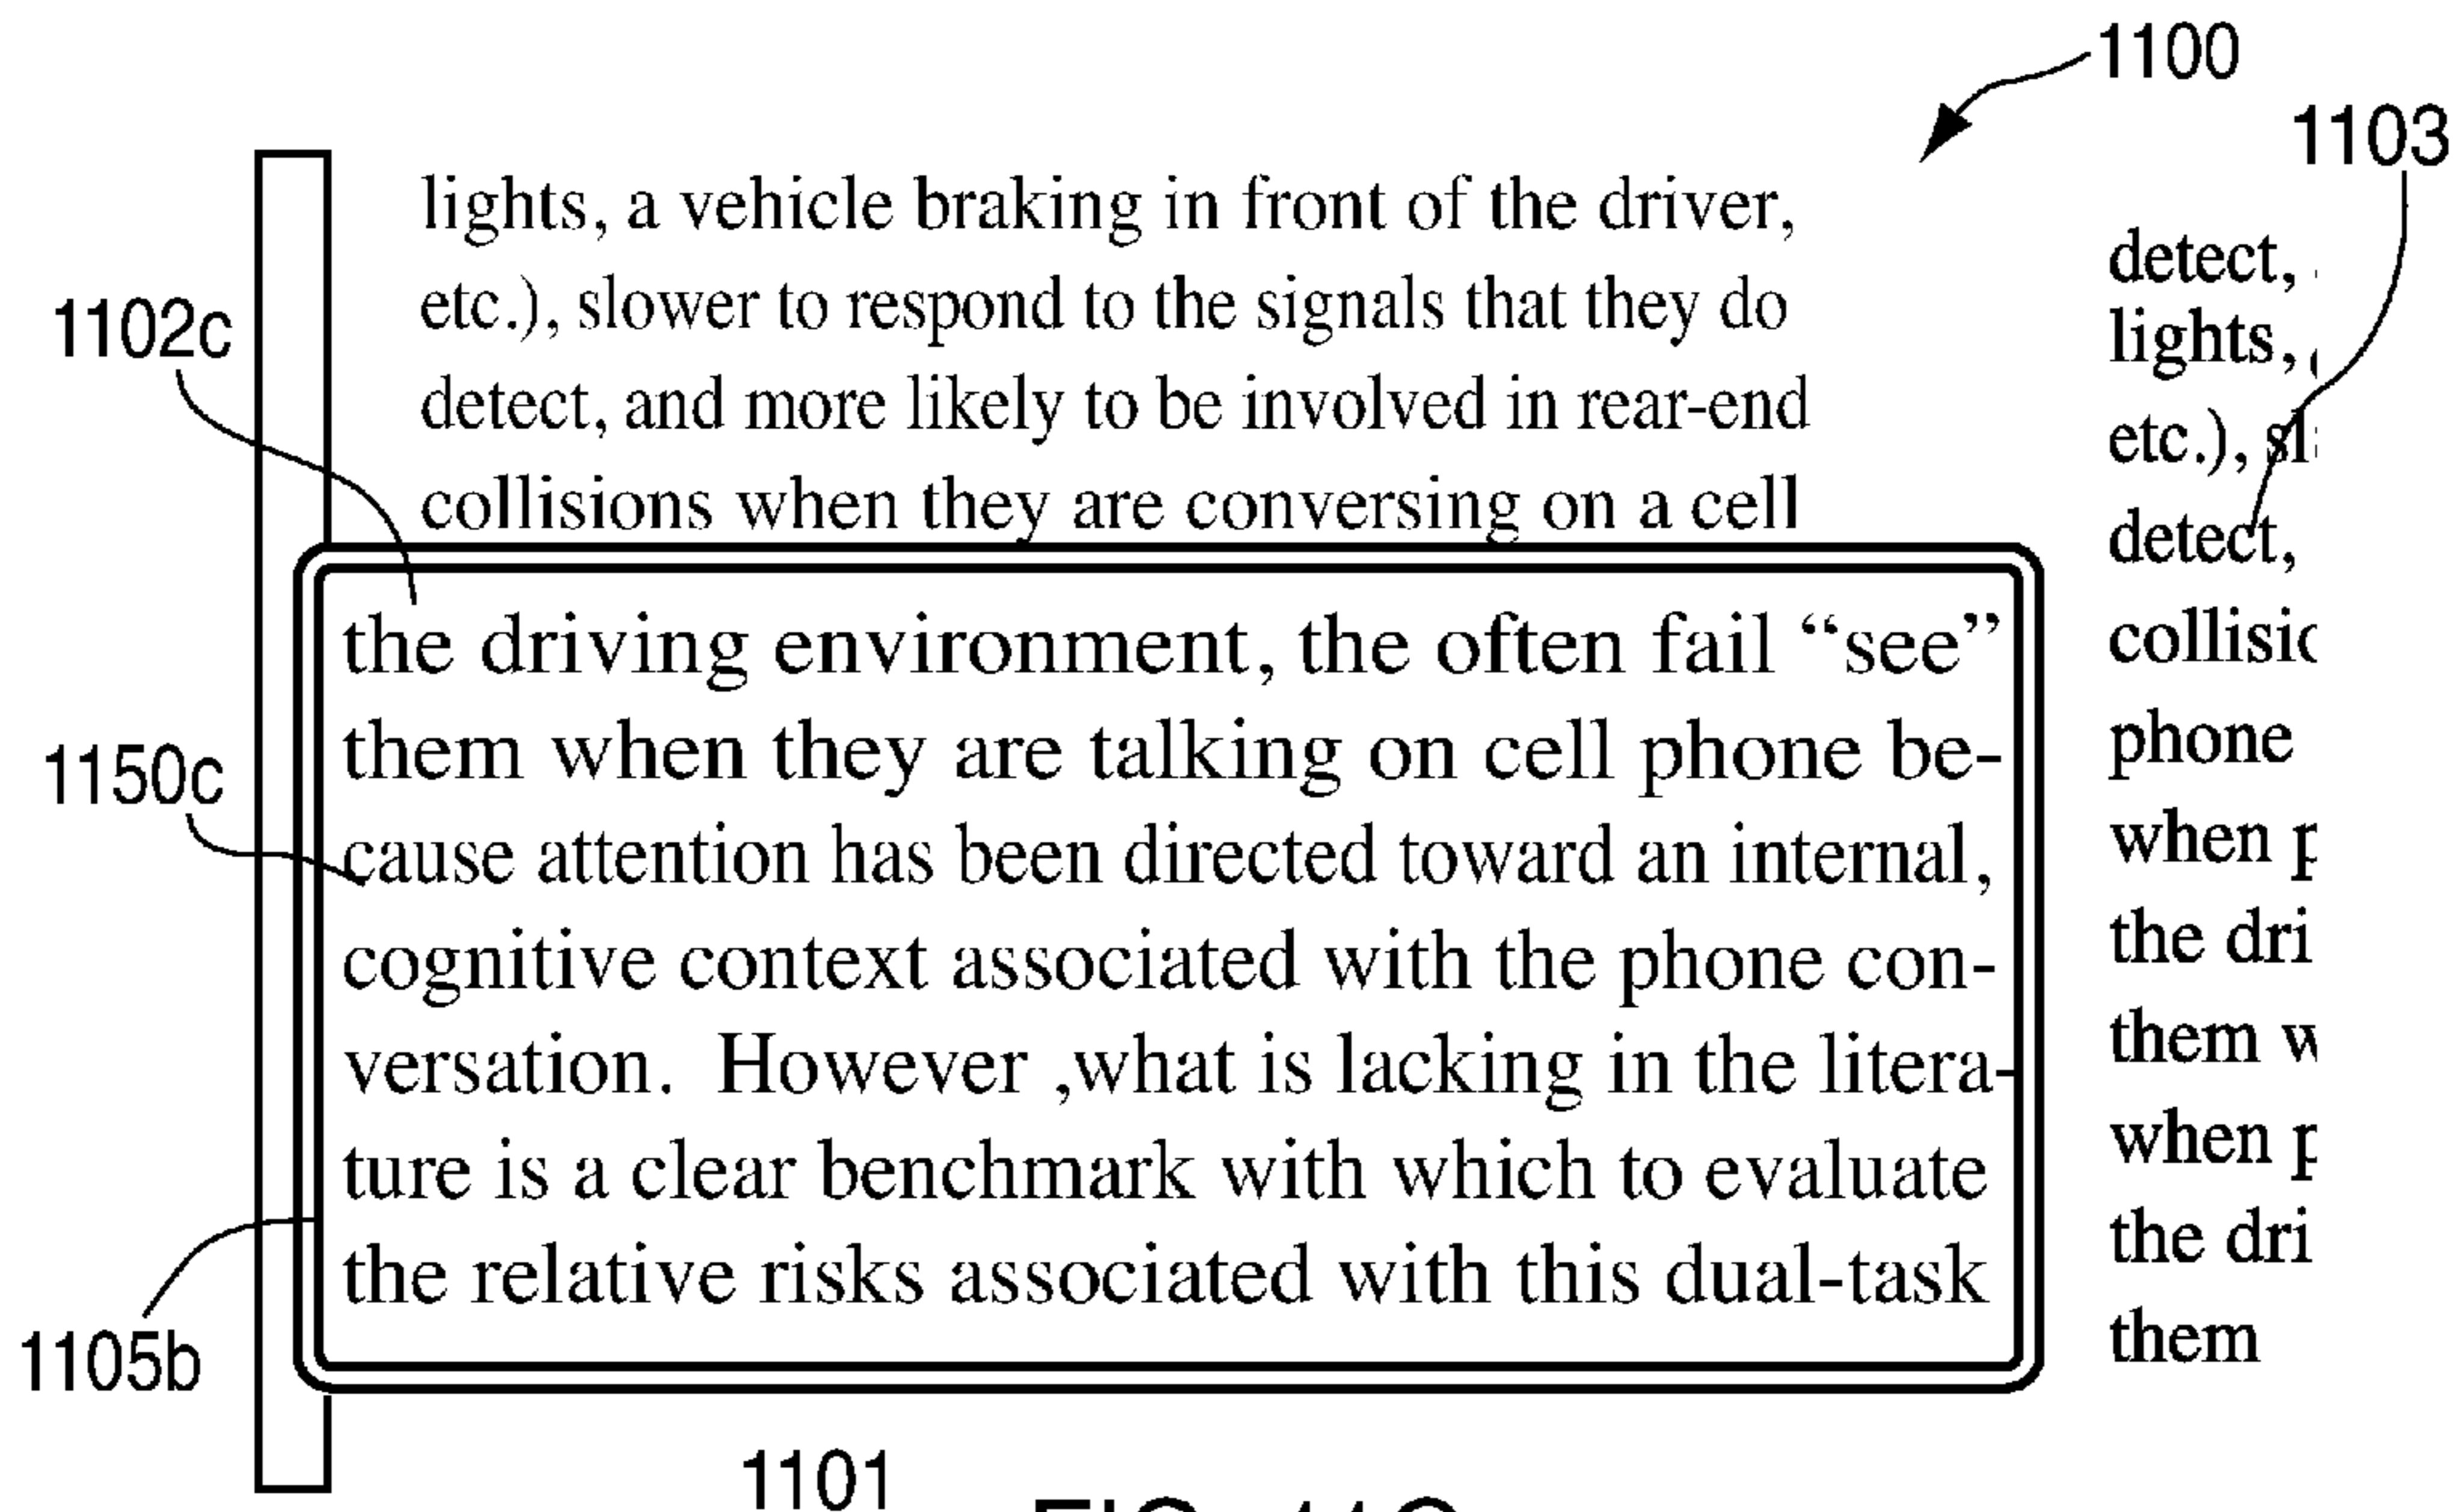 1100
1103
lights, a vehicle braking in front of the driver,
etc.), slower to respond to the signals that they do
detect, and more likely to be involved in rear-end
collisions when they are conversing on a cell
1102c
the driving environment, the often fail “see”
them when they are talking on cell phone be-
cause attention has been directed toward an internal,
cognitive context associated with the phone con-
versation.  However ,what is lacking in the litera-
ture is a clear benchmark with which to evaluate
the relative risks associated with this dual-task
1150c
1105b
1101
detect,
lights,
etc.),
detect,
phone
when
the
them
when
the
them